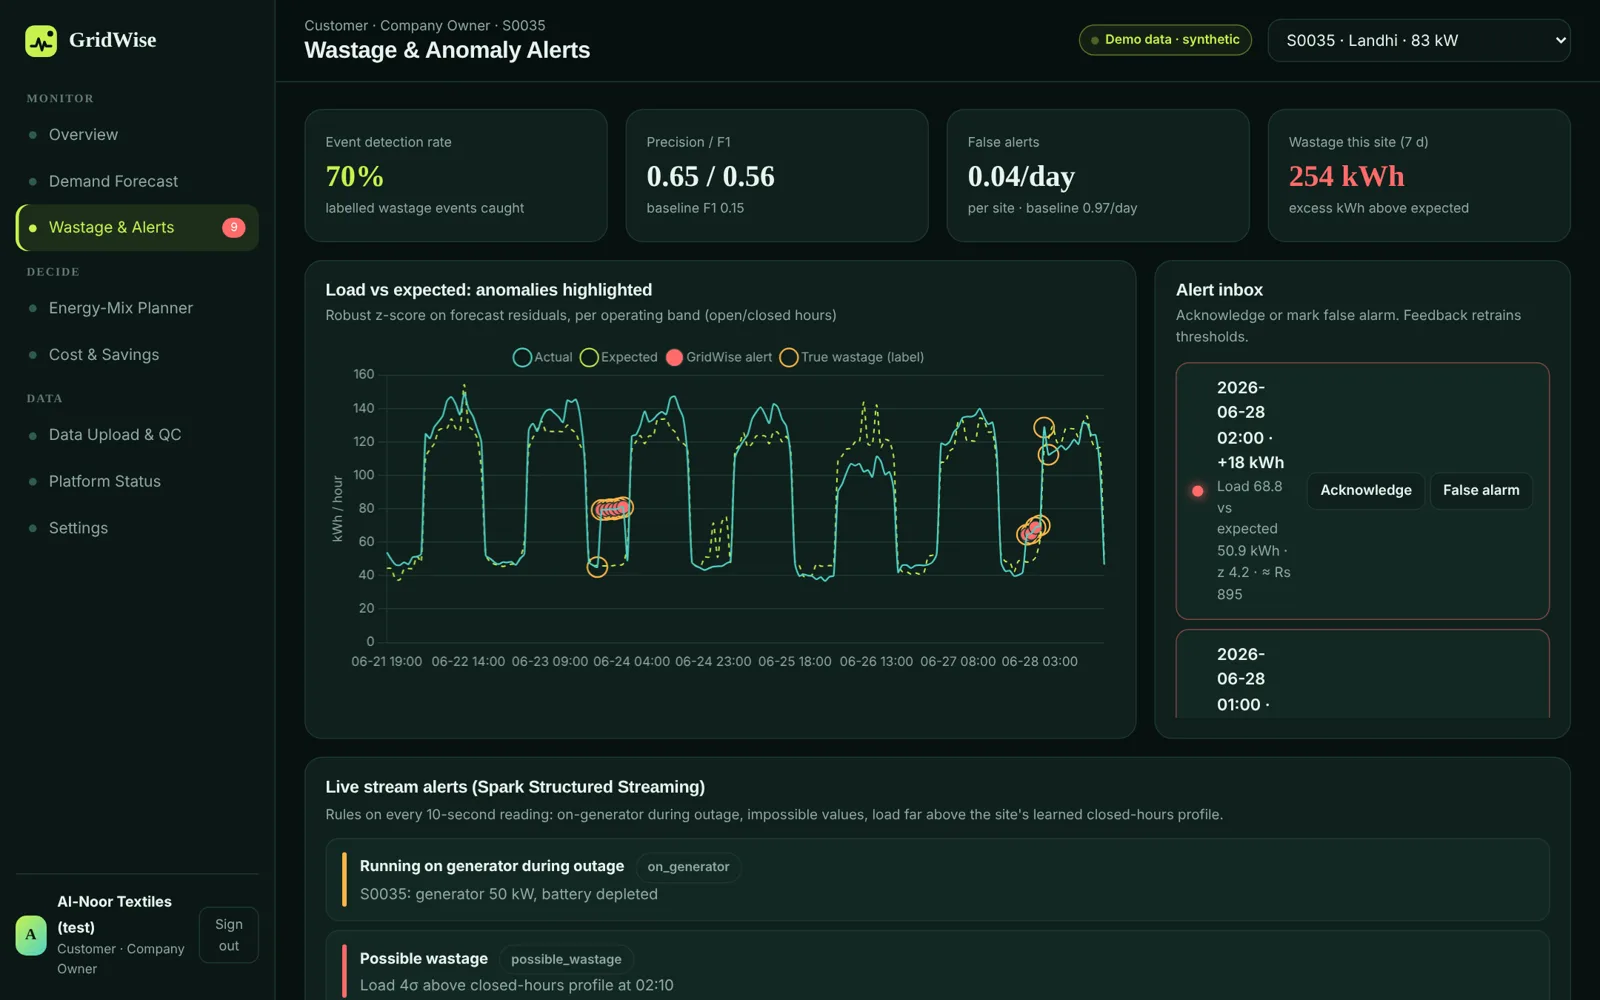 GridWise
MONITOR
Overview
Demand Forecast
Wastage & Alerts 9
DECIDE
Energy-Mix Planner
Cost & Savings
DATA
Data Upload & QC
Platform Status
Settings
A
Al-Noor Textiles
(test)
Customer · Company
Owner
Sign
out
Customer · Company Owner · S0035
Wastage & Anomaly Alerts
Demo data · synthetic
S0035 · Landhi · 83 kW
Event detection rate
70%
labelled wastage events caught
Precision / F1
0.65 / 0.56
baseline F1 0.15
False alerts
0.04/day
per site · baseline 0.97/day
Wastage this site (7 d)
254 kWh
excess kWh above expected
Load vs expected: anomalies highlighted
Robust z-score on forecast residuals, per operating band (open/closed hours)
Actual Expected GridWise alert True wastage (label)
kWh / hour
160
140
120
100
80
60
40
20
0
06-21 19:00 06-22 14:00 06-23 09:00 06-24 04:00 06-24 23:00 06-25 18:00 06-26 13:00 06-27 08:00 06-28 03:00
Alert inbox
Acknowledge or mark false alarm. Feedback retrains
thresholds.
2026-
06-28
02:00 ·
+18 kWh
Load 68.8
vs
expected
50.9 kWh ·
z 4.2 · ≈ Rs
895
Acknowledge
False alarm
2026-
06-28
01:00 ·
Live stream alerts (Spark Structured Streaming)
Rules on every 10-second reading: on-generator during outage, impossible values, load far above the site's learned closed-hours profile.
Running on generator during outage on_generator
S0035: generator 50 kW, battery depleted
Possible wastage possible_wastage
Load 4σ above closed-hours profile at 02:10